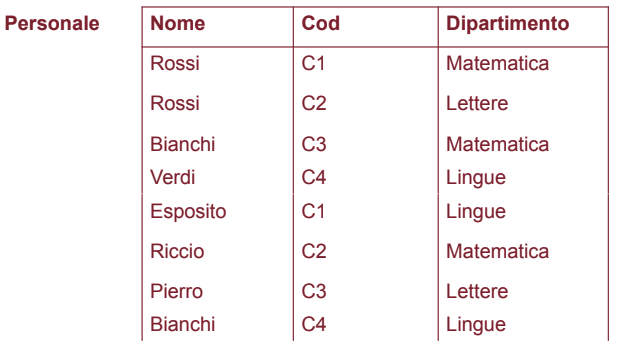 Personale Nome Cod Dipartimento
Rossi C1 Matematica
Rossi C2 Lettere
Bianchi C3 Matematica
Verdi C4 Lingue
Esposito C1 Lingue
Riccio C2 Matematica
Pierro C3 Lettere
Bianchi C4 Lingue